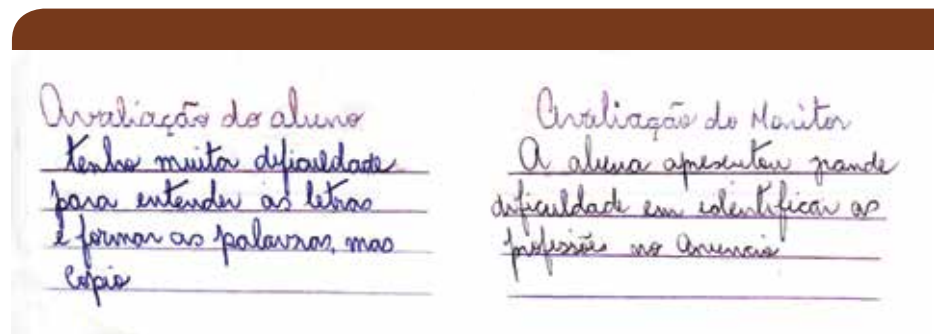 Avaliação do aluno
tenho muita dificuldade
para entender as letras
e formar as palavras, mas
copio
Avaliação do Monitor
A aluna apresentou grande
dificuldade em identificar as
professões no anuncio